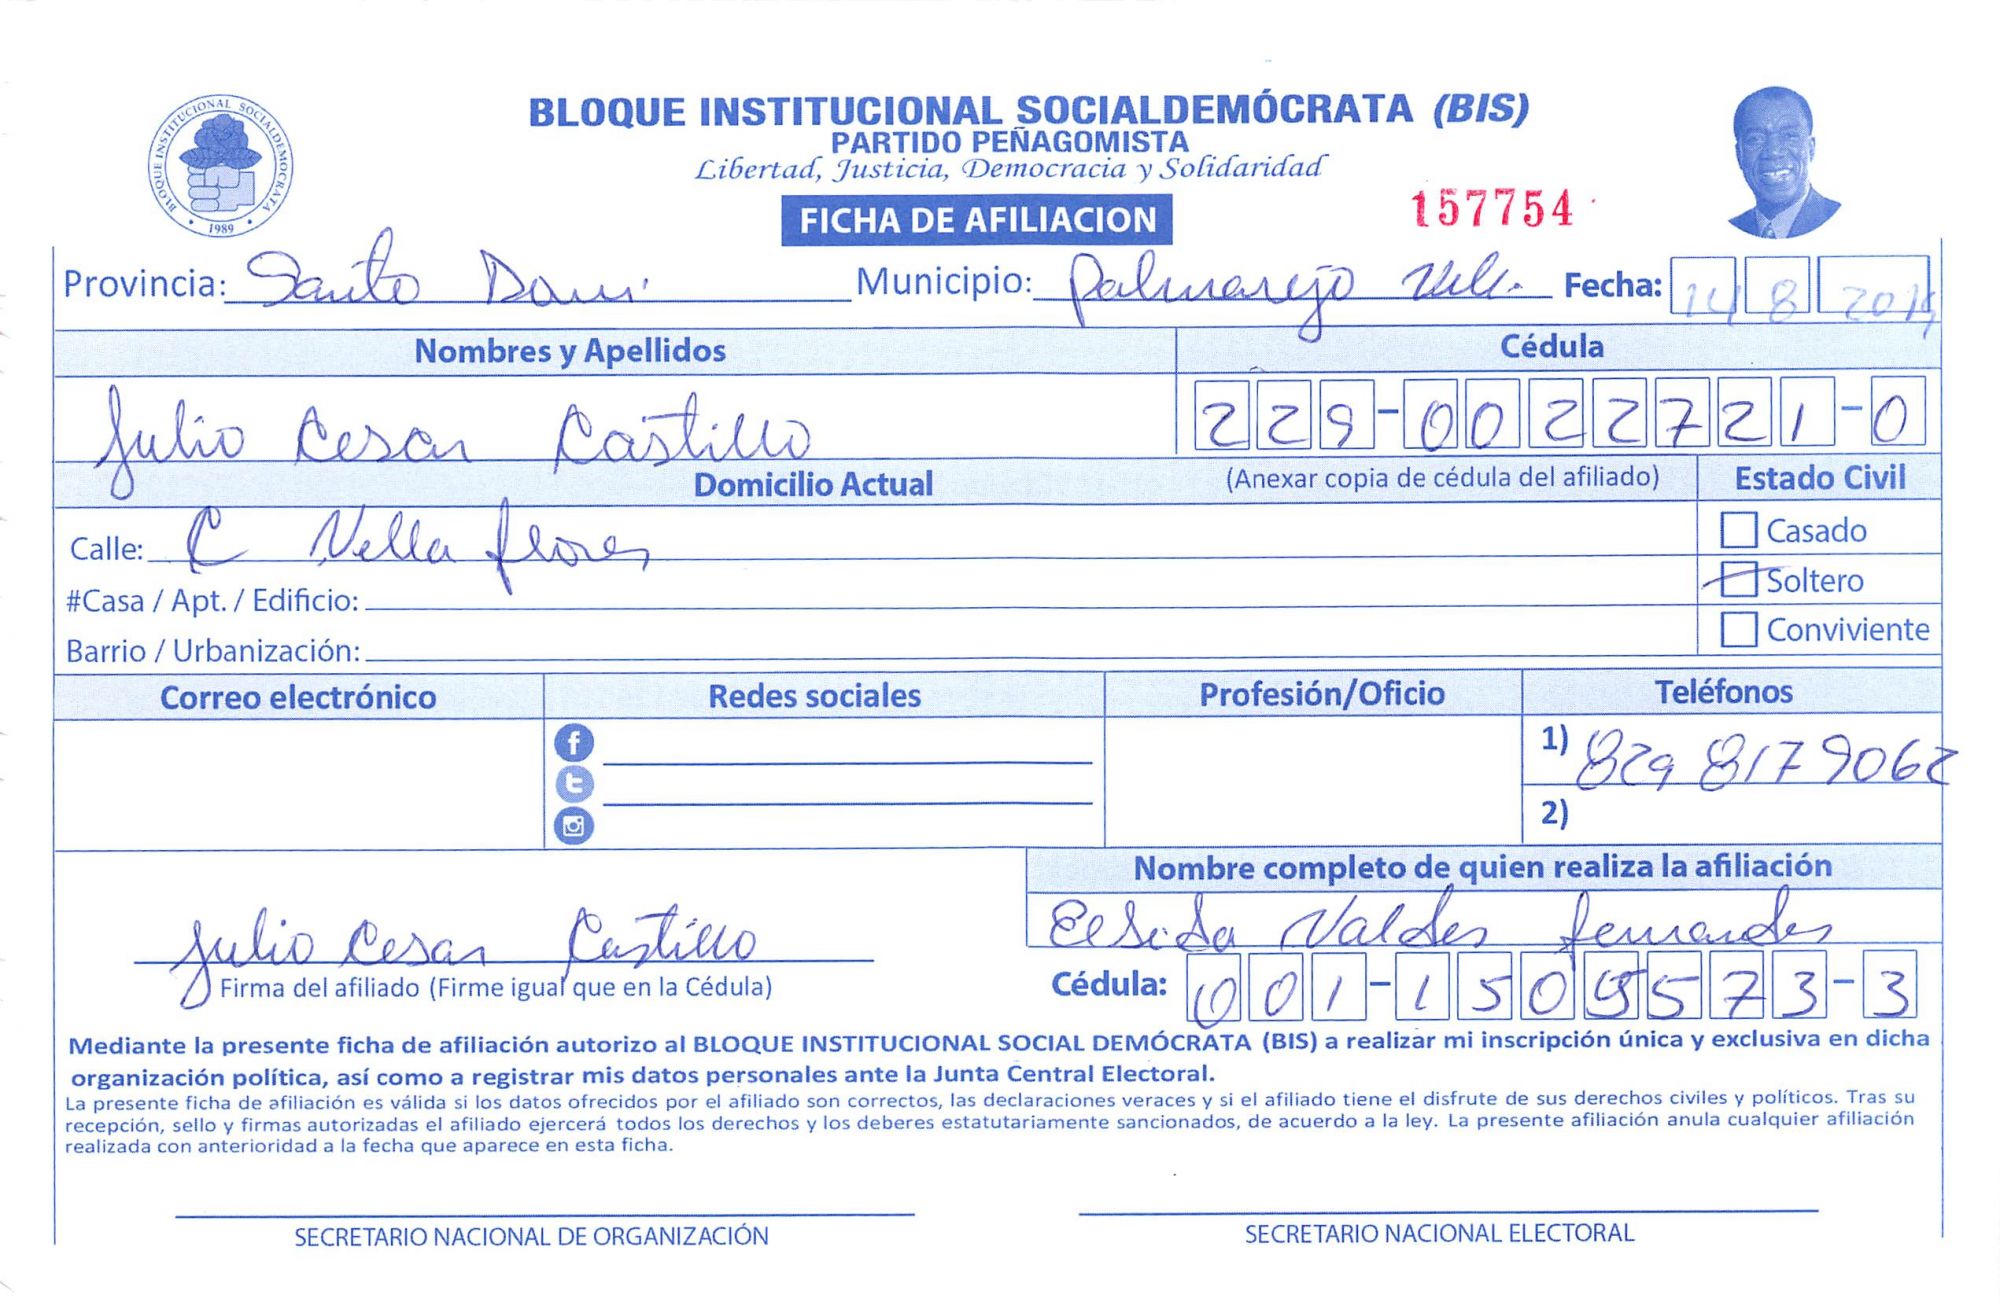 BLOQUE INSTITUCIONAL SOCIALDEMOCRATA
1989
BLOQUE INSTITUCIONAL SOCIALDEMÓCRATA (BIS)
PARTIDO PEÑAGOMISTA
Libertad, Justicia, Democracia y Solidaridad
FICHA DE AFILIACION
157754
Provincia: Santo Domi Municipio: Palmarejo Vill. Fecha: 14 8 2019
Nombres y Apellidos Cédula
Julio Cesar Castillo 229-0022721-0
Domicilio Actual (Anexar copia de cédula del afiliado) Estado Civil
Calle: C Vella flores
Casado
#Casa / Apt. / Edificio:
Soltero
Barrio / Urbanización:
Conviviente
Correo electrónico Redes sociales Profesión/Oficio Teléfonos
1) 829 8179062
2)
Nombre completo de quien realiza la afiliación
Julio Cesar Castillo
Elsida Valdes fernandes
Firma del afiliado (Firme igual que en la Cédula)
Cédula: 001-1509573-3
Mediante la presente ficha de afiliación autorizo al BLOQUE INSTITUCIONAL SOCIAL DEMÓCRATA (BIS) a realizar mi inscripción única y exclusiva en dicha
organización política, así como a registrar mis datos personales ante la Junta Central Electoral.
La presente ficha de afiliación es válida si los datos ofrecidos por el afiliado son correctos, las declaraciones veraces y si el afiliado tiene el disfrute de sus derechos civiles y políticos. Tras su
recepción, sello y firmas autorizadas el afiliado ejercerá todos los derechos y los deberes estatutariamente sancionados, de acuerdo a la ley. La presente afiliación anula cualquier afiliación
realizada con anterioridad a la fecha que aparece en esta ficha.
SECRETARIO NACIONAL DE ORGANIZACIÓN
SECRETARIO NACIONAL ELECTORAL